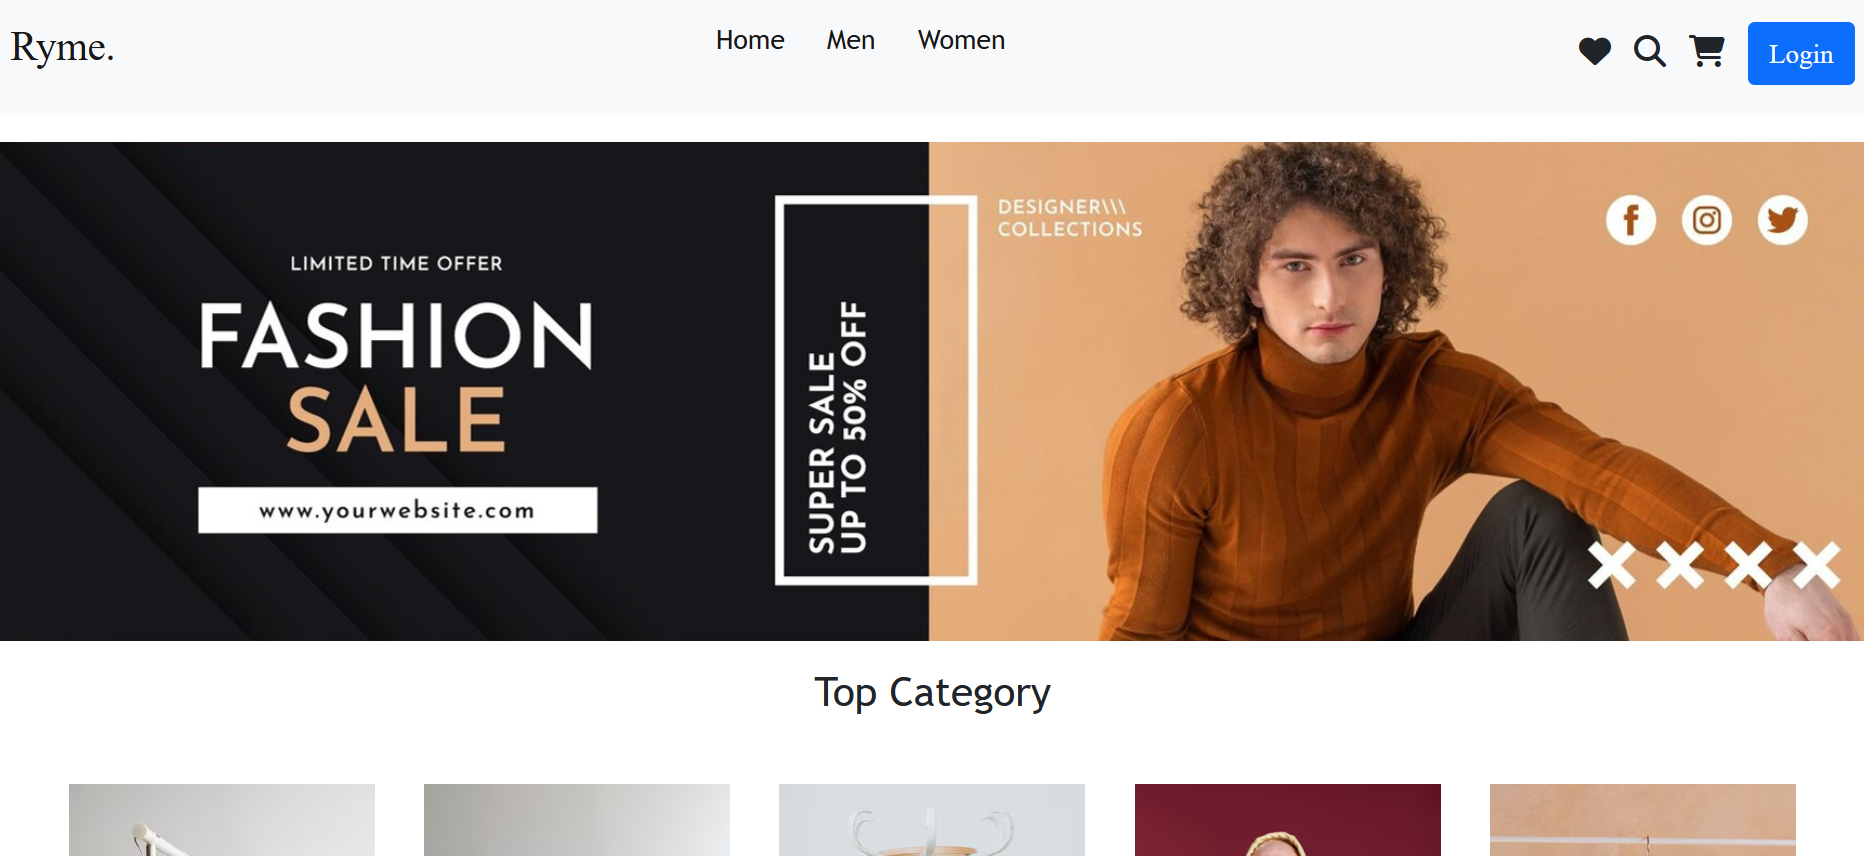 Ryme.
Home
Men
Women
Login
LIMITED TIME OFFER
FASHION
SALE
www.yourwebsite.com
SUPER SALE
UP TO 50% OFF
DESIGNER\\\
COLLECTIONS
Top Category